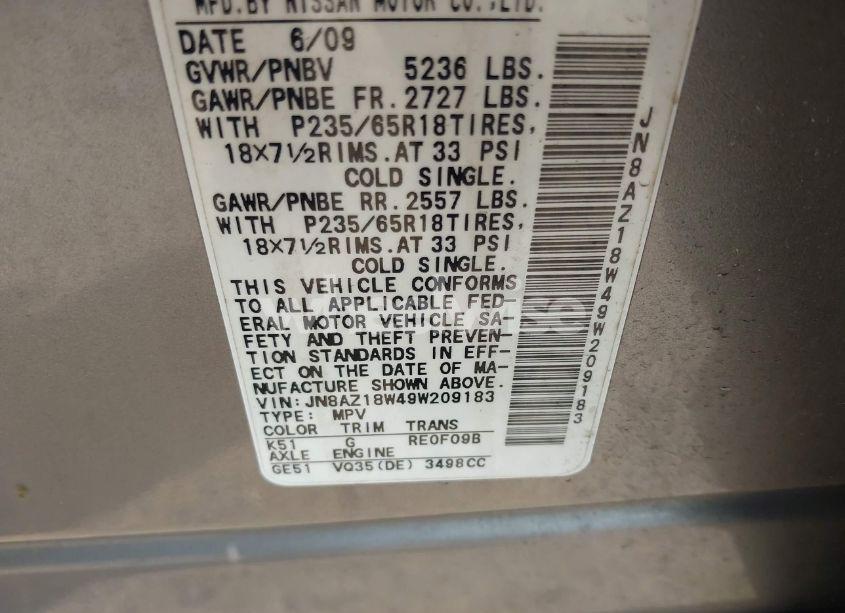 MFD.BY NISSAN MOTOR CO.,LTD.
DATE 6/09
GVWR/PNBV 5236 LBS.
GAWR/PNBE FR.2727 LBS.
WITH P235/65R18TIRES,
18X7½RIMS.AT 33 PSI
COLD SINGLE.
GAWR/PNBE RR.2557 LBS.
WITH P235/65R18TIRES,
18X7½RIMS.AT 33 PSI
COLD SINGLE.
THIS VEHICLE CONFORMS
TO ALL APPLICABLE FED-
ERAL MOTOR VEHICLE SA-
FETY AND THEFT PREVEN-
TION STANDARDS IN EFF-
ECT ON THE DATE OF MA-
NUFACTURE SHOWN ABOVE.
VIN:JN8AZ18W49W209183
TYPE: MPV
COLOR TRIM TRANS
K51 G RE0F09B
AXLE ENGINE
GE51 VQ35(DE) 3498CC
JN8AZ18W49W209183